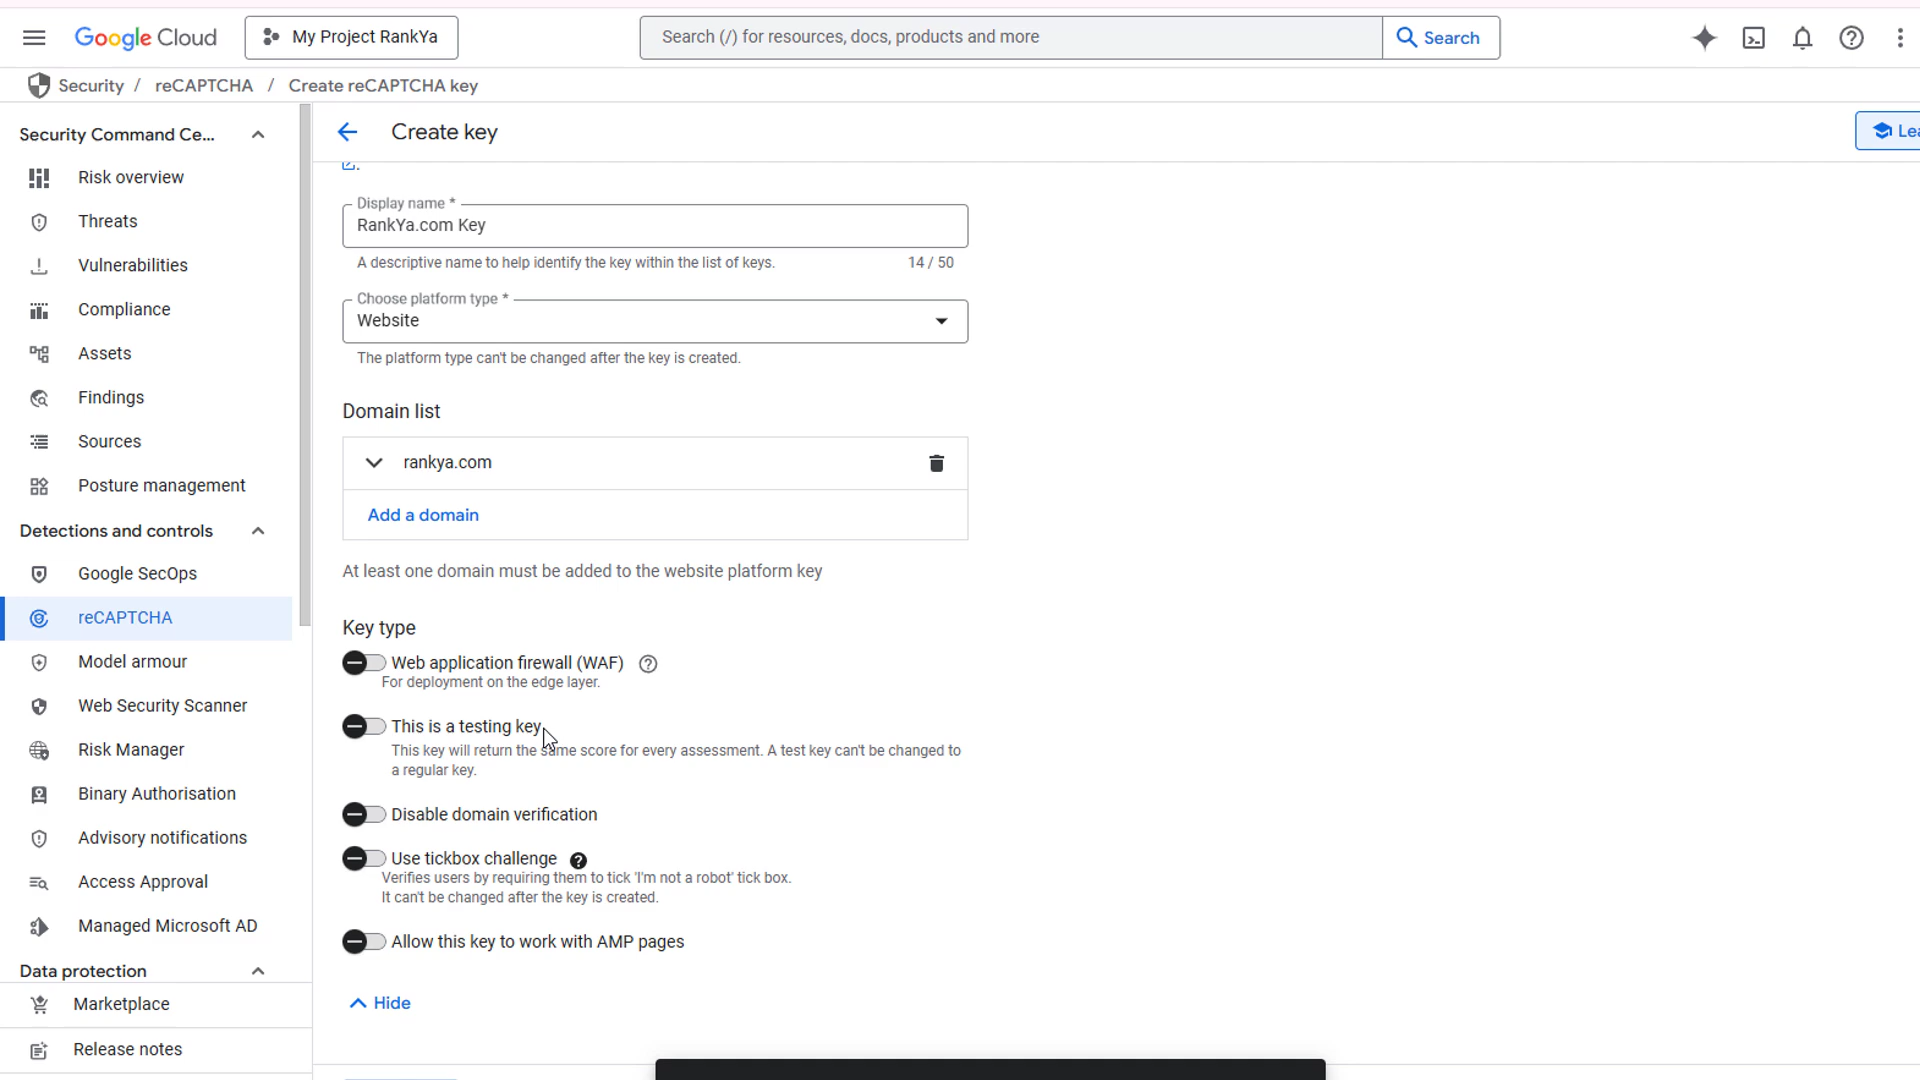 Google Cloud
My Project RankYa
Search (/) for resources, docs, products and more
Search
Security / reCAPTCHA / Create reCAPTCHA key
Security Command Ce...
Risk overview
Threats
Vulnerabilities
Compliance
Assets
Findings
Sources
Posture management
Detections and controls
Google SecOps
reCAPTCHA
Model armour
Web Security Scanner
Risk Manager
Binary Authorisation
Advisory notifications
Access Approval
Managed Microsoft AD
Data protection
Marketplace
Release notes
Create key
Lea
Display name *
RankYa.com Key
A descriptive name to help identify the key within the list of keys.
14 / 50
Choose platform type *
Website
The platform type can't be changed after the key is created.
Domain list
rankya.com
Add a domain
At least one domain must be added to the website platform key
Key type
Web application firewall (WAF)
For deployment on the edge layer.
This is a testing key
This key will return the same score for every assessment. A test key can't be changed to
a regular key.
Disable domain verification
Use tickbox challenge
Verifies users by requiring them to tick 'I'm not a robot' tick box.
It can't be changed after the key is created.
Allow this key to work with AMP pages
Hide